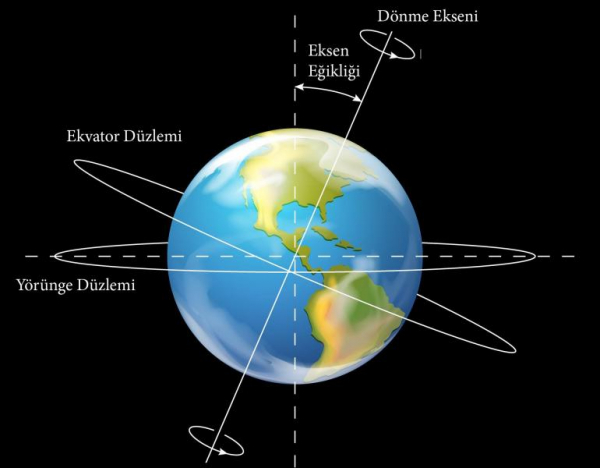 Dönme Ekseni
Eksen
Eğikliği
Ekvator Düzlemi
Yörünge Düzlemi